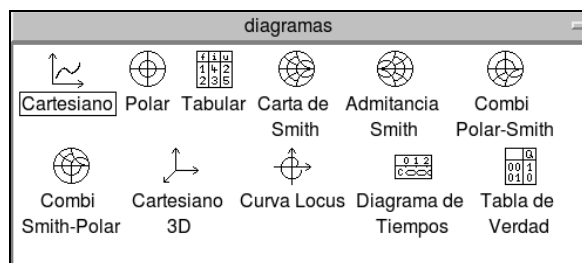 diagramas
Cartesiano Polar Tabular Carta de Smith Admitancia Smith Combi Polar-Smith
Combi Smith-Polar Cartesiano 3D Curva Locus Diagrama de Tiempos Tabla de Verdad